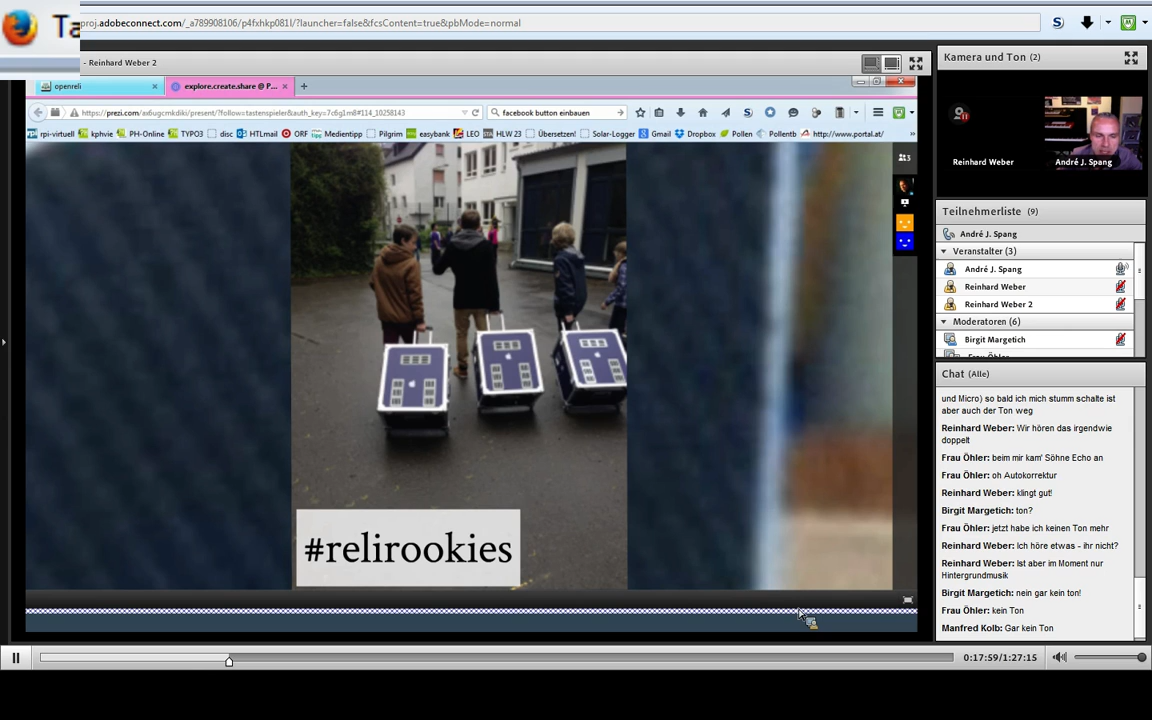 Ta
proj.adobeconnect.com/_a789908106/p4fxhkp081l/?launcher=false&fcsContent=true&pbMode=normal
- Reinhard Weber 2
openreli
explore.create.share @ P...
https://prezi.com/ax6ugcmkdiki/present/?follow=tastenspieler&auth_key=7c6g1rm#114_10258143
facebook button einbauen
rpi-virtuell kphvie PH-Online TYPO3 disc HTLmail ORF Medientipp Pilgrim easybank LEO HLW 23 Übersetzen! Solar-Logger Gmail Dropbox Pollen Pollentb http://www.portal.at/ »
3
#relirookies
Kamera und Ton (2)
Reinhard Weber
André J. Spang
Teilnehmerliste (9)
André J. Spang
Veranstalter (3)
André J. Spang
Reinhard Weber
Reinhard Weber 2
Moderatoren (6)
Birgit Margetich
Frau Öhler
Chat (Alle)
und Micro) so bald ich mich stumm schalte ist
aber auch der Ton weg
Reinhard Weber: Wir hören das irgendwie
doppelt
Frau Öhler: beim mir kam' Söhne Echo an
Frau Öhler: oh Autokorrektur
Reinhard Weber: klingt gut!
Birgit Margetich: ton?
Frau Öhler: jetzt habe ich keinen Ton mehr
Reinhard Weber: Ich höre etwas - ihr nicht?
Reinhard Weber: Ist aber im Moment nur
Hintergrundmusik
Birgit Margetich: nein gar kein ton!
Frau Öhler: kein Ton
Manfred Kolb: Gar kein Ton
0:17:59/1:27:15